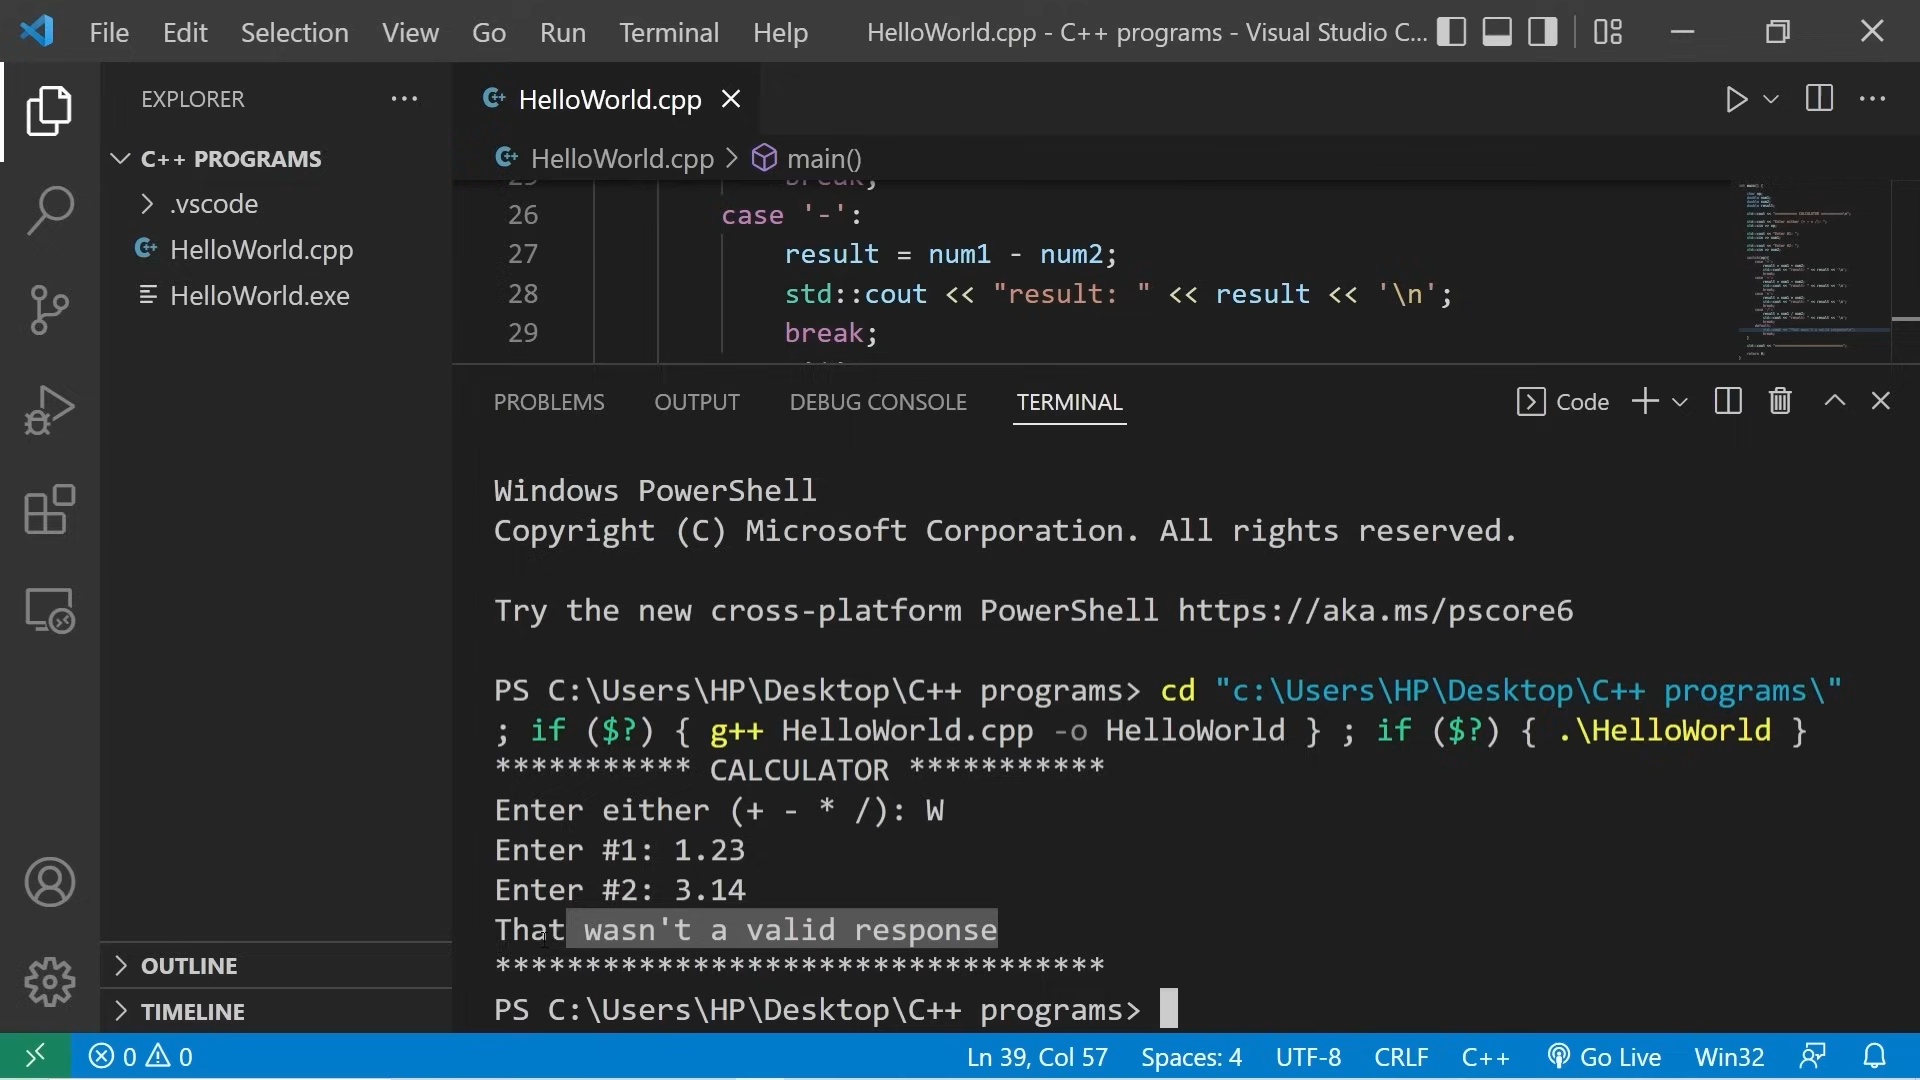 File Edit Selection View Go Run Terminal Help HelloWorld.cpp - C++ programs - Visual Studio C...
EXPLORER
C++ PROGRAMS
.vscode
HelloWorld.cpp
HelloWorld.exe
OUTLINE
TIMELINE
HelloWorld.cpp
HelloWorld.cpp > main()
25 break;
26 case '-':
27 result = num1 - num2;
28 std::cout << "result: " << result << '\n';
29 break;
PROBLEMS OUTPUT DEBUG CONSOLE TERMINAL Code
Windows PowerShell
Copyright (C) Microsoft Corporation. All rights reserved.
Try the new cross-platform PowerShell https://aka.ms/pscore6
PS C:\Users\HP\Desktop\C++ programs> cd "c:\Users\HP\Desktop\C++ programs\"
; if ($?) { g++ HelloWorld.cpp -o HelloWorld } ; if ($?) { .\HelloWorld }
*********** CALCULATOR ***********
Enter either (+ - * /): W
Enter #1: 1.23
Enter #2: 3.14
That wasn't a valid response
**********************************
PS C:\Users\HP\Desktop\C++ programs>
0 0 Ln 39, Col 57 Spaces: 4 UTF-8 CRLF C++ Go Live Win32